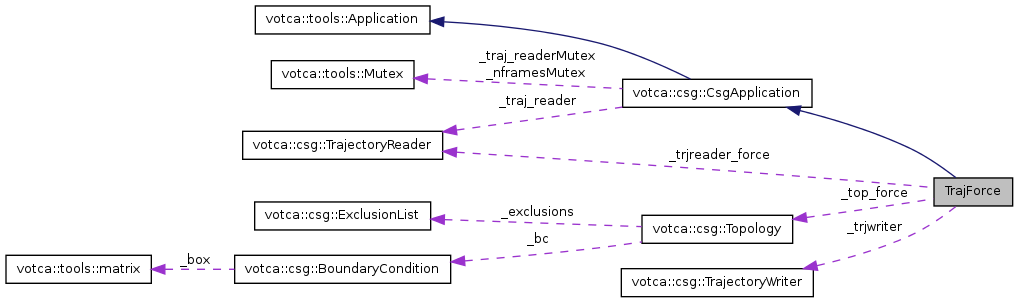 votca::tools::Application
_traj_readerMutex
_nframesMutex
votca::tools::Mutex
votca::csg::CsgApplication
_traj_reader
votca::csg::TrajectoryReader
_trjreader_force
TrajForce
_top_force
votca::csg::ExclusionList
_exclusions
votca::csg::Topology
_trjwriter
_bc
votca::tools::matrix
_box
votca::csg::BoundaryCondition
votca::csg::TrajectoryWriter